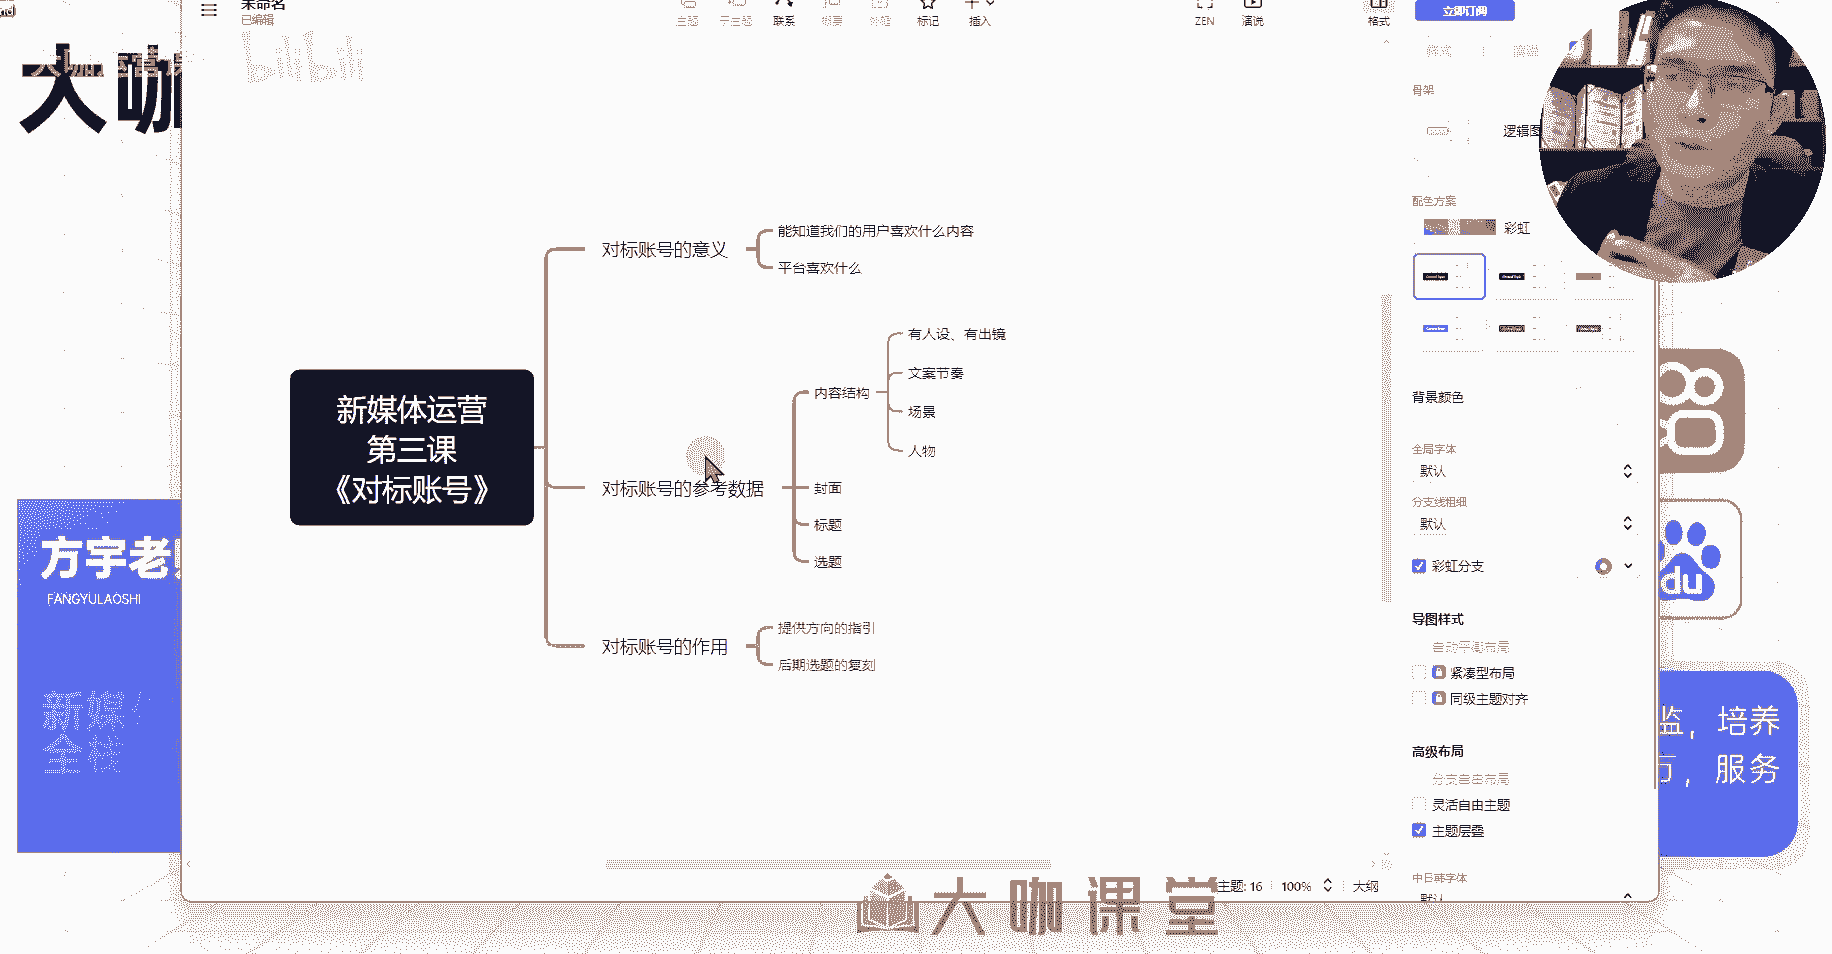 未命名
已编辑
主题
子主题
联系
概要
外框
标记
插入
ZEN
演说
格式
立即订阅
bilibili
大咖
样式
骨架
逻辑图
配色方案
彩虹
背景颜色
全局字体
默认
分支线粗细
默认
彩虹分支
导图样式
自动平衡布局
紧凑型布局
同级主题对齐
高级布局
分支自由布局
灵活自由主题
主题层叠
中日韩字体
默认
新媒体运营
第三课
《对标账号》
对标账号的意义
能知道我们的用户喜欢什么内容
平台喜欢什么
对标账号的参考数据
内容结构
有人设、有出镜
文案节奏
场景
人物
封面
标题
选题
对标账号的作用
提供方向的指引
后期选题的复刻
方宇老
FANGYULAOSHI
新媒
全栈
du
监，培养
方，服务
主题: 16
100%
大纲
大咖课堂